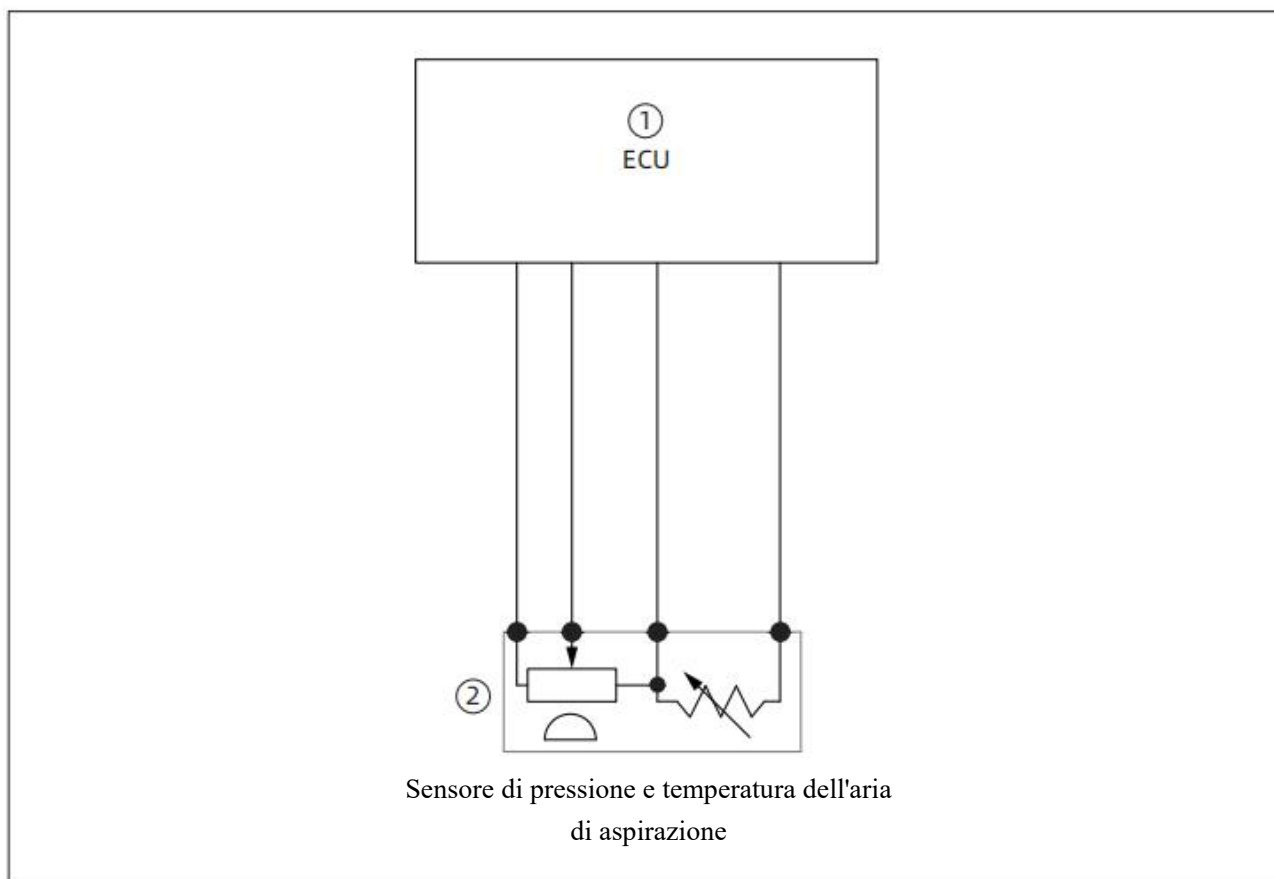 ①
ECU
②
Sensore di pressione e temperatura dell'aria
di aspirazione